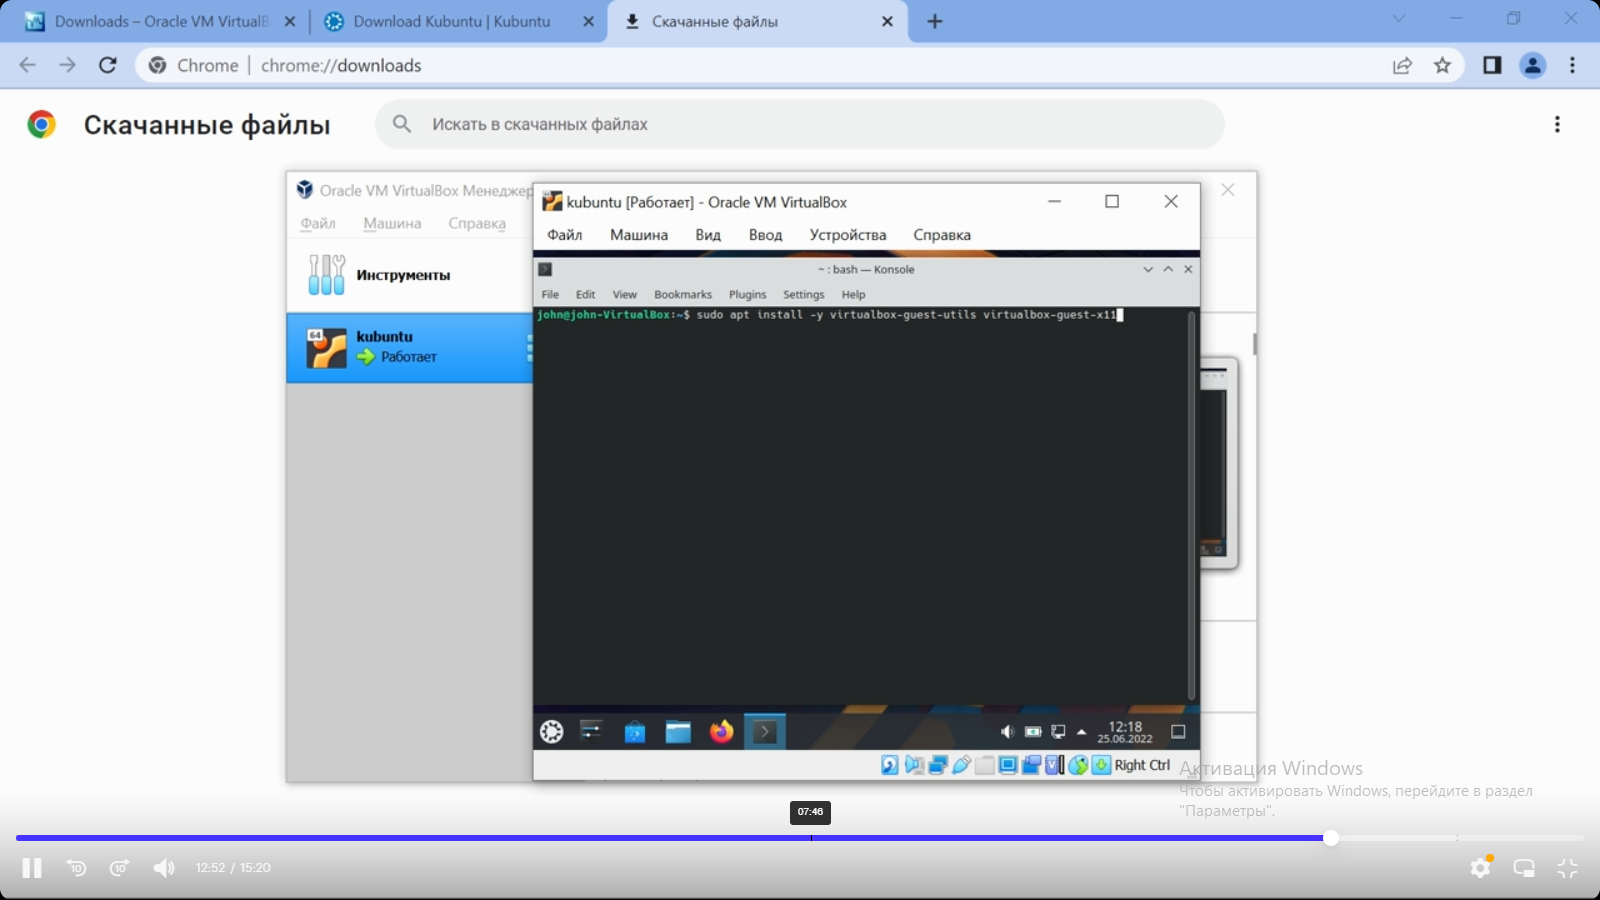 Downloads – Oracle VM VirtualB
Download Kubuntu | Kubuntu
Скачанные файлы
Chrome
chrome://downloads
Скачанные файлы
Искать в скачанных файлах
Oracle VM VirtualBox Менеджер
Файл Машина Справка
Инструменты
64
kubuntu
Работает
kubuntu [Работает] - Oracle VM VirtualBox
Файл Машина Вид Ввод Устройства Справка
~ : bash — Konsole
File Edit View Bookmarks Plugins Settings Help
john@john-VirtualBox:~$ sudo apt install -y virtualbox-guest-utils virtualbox-guest-x11
12:18
25.06.2022
Right Ctrl
Активация Windows
Чтобы активировать Windows, перейдите в раздел
"Параметры".
07:46
10
10
12:52 / 15:20